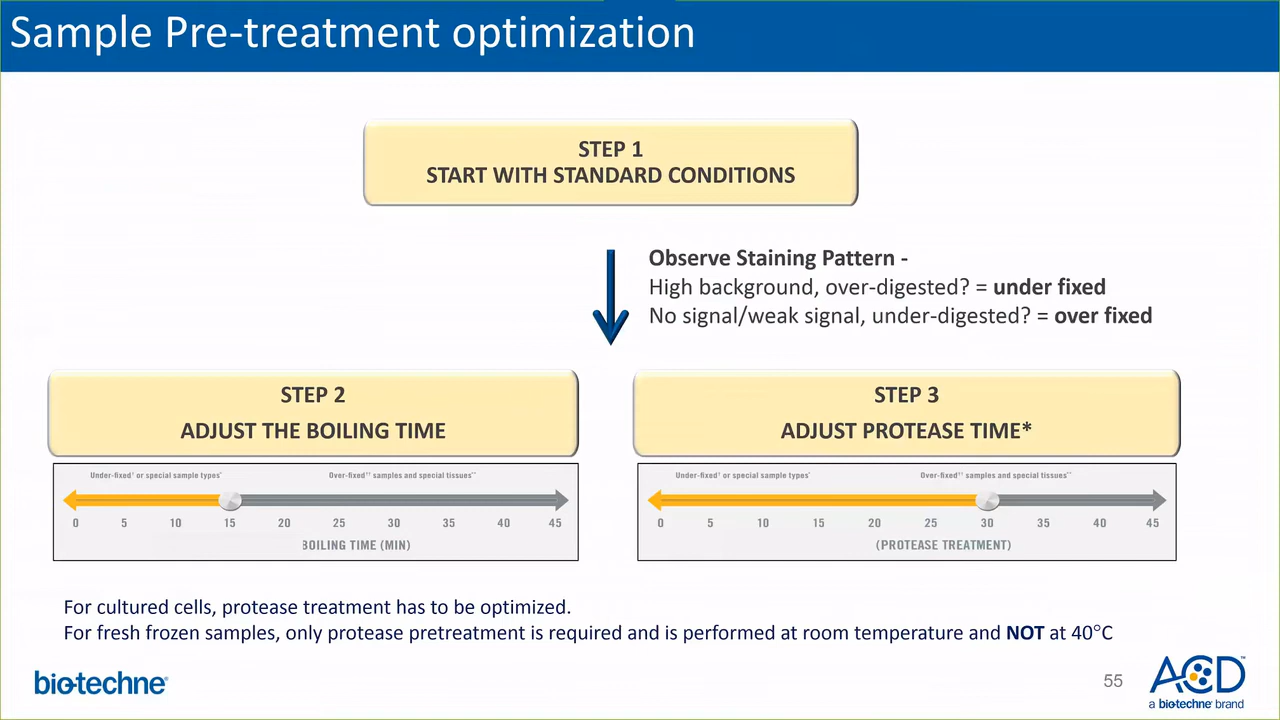 Sample Pre-treatment optimization
STEP 1
START WITH STANDARD CONDITIONS
Observe Staining Pattern -
High background, over-digested? = under fixed
No signal/weak signal, under-digested? = over fixed
STEP 2
ADJUST THE BOILING TIME
Under-fixed† or special sample types*
Over-fixed†† samples and special tissues**
0 5 10 15 20 25 30 35 40 45
BOILING TIME (MIN)
STEP 3
ADJUST PROTEASE TIME*
Under-fixed† or special sample types*
Over-fixed†† samples and special tissues**
0 5 10 15 20 25 30 35 40 45
(PROTEASE TREATMENT)
For cultured cells, protease treatment has to be optimized.
For fresh frozen samples, only protease pretreatment is required and is performed at room temperature and NOT at 40°C
bio-techne®
55
ACD™
a bio-techne brand